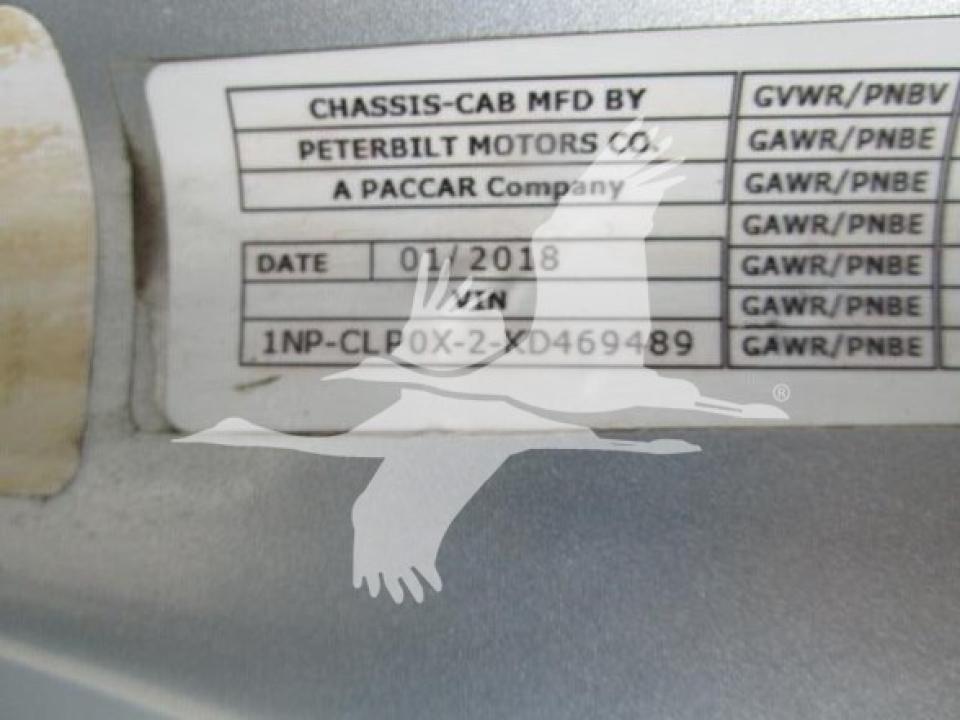 CHASSIS-CAB MFD BY
PETERBILT MOTORS CO.
A PACCAR Company
DATE 01/2018
VIN
1NP-CLP0X-2-XD469489
GVWR/PNBV
GAWR/PNBE
GAWR/PNBE
GAWR/PNBE
GAWR/PNBE
GAWR/PNBE
GAWR/PNBE
®